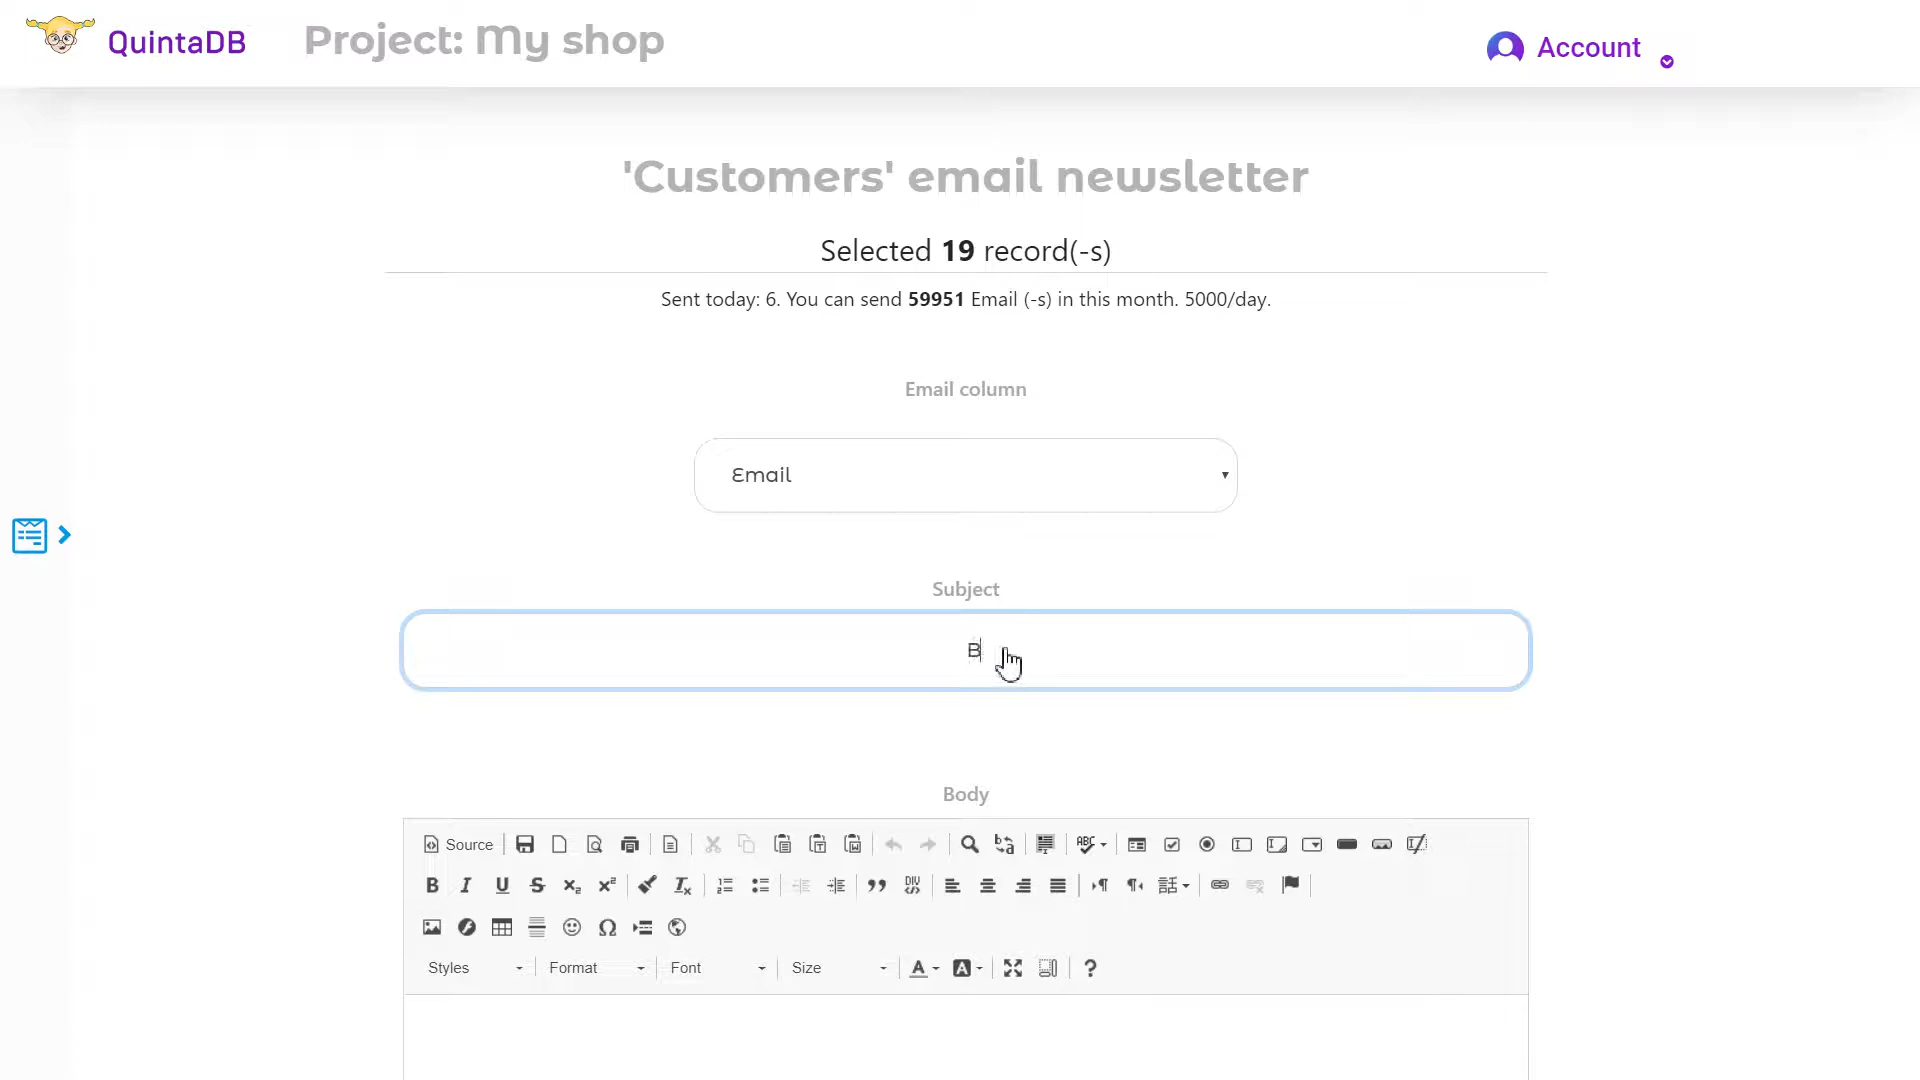 QuintaDB
Project: My shop
Account
'Customers' email newsletter
Selected 19 record(-s)
Sent today: 6. You can send 59951 Email (-s) in this month. 5000/day.
Email column
Email
Subject
B
Body
Source
Styles
Format
Font
Size